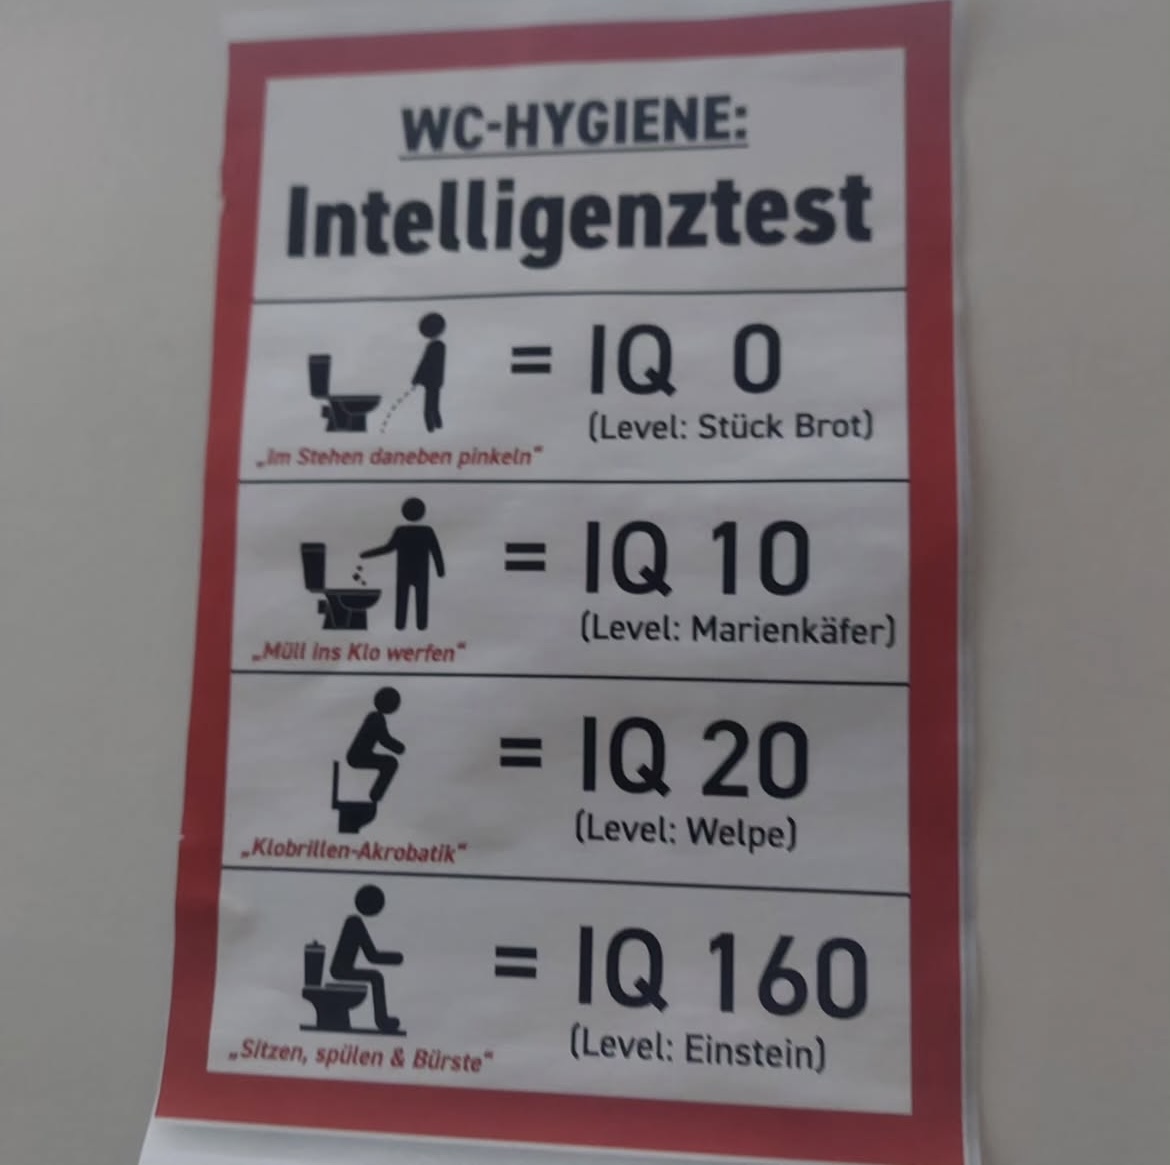 WC-HYGIENE:
Intelligenztest
= IQ 0
(Level: Stück Brot)
„Im Stehen daneben pinkeln“
= IQ 10
(Level: Marienkäfer)
„Müll ins Klo werfen“
= IQ 20
(Level: Welpe)
„Klobrillen-Akrobatik“
= IQ 160
(Level: Einstein)
„Sitzen, spülen & Bürste“